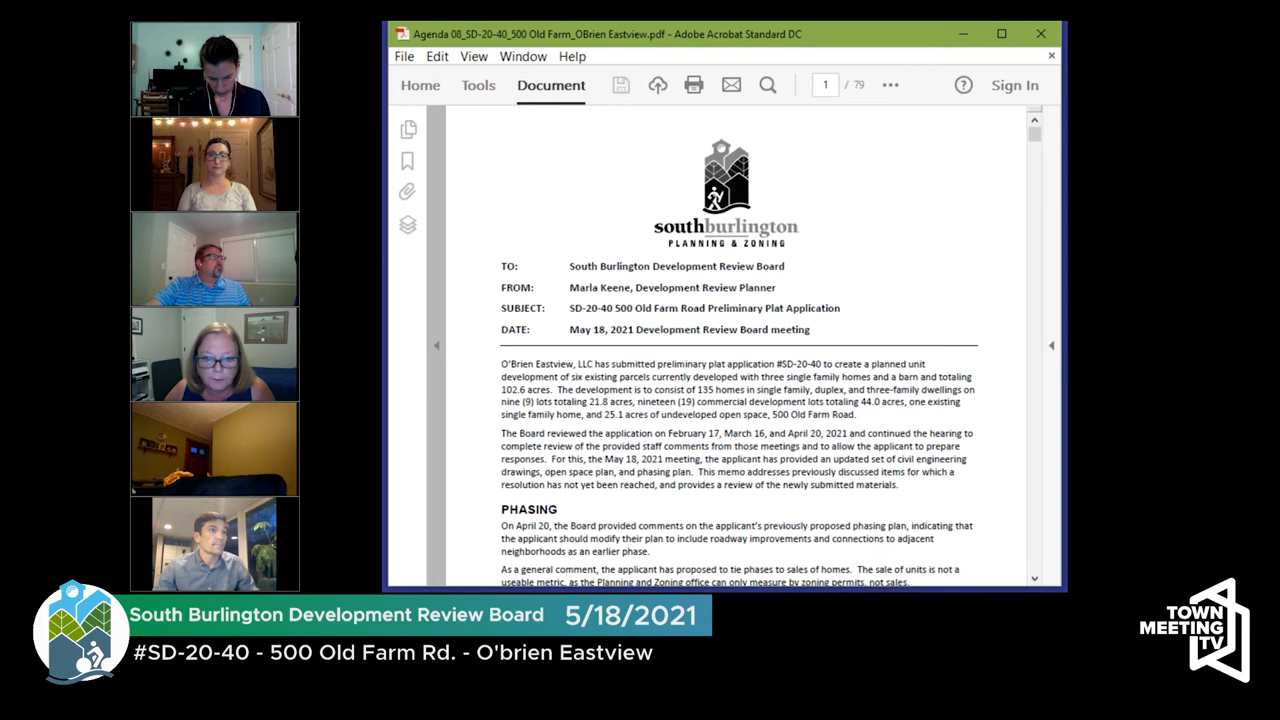 Agenda 08_SD-20-40_500 Old Farm_OBrien Eastview.pdf - Adobe Acrobat Standard DC
File Edit View Window Help
Home Tools Document 1 / 79 Sign In
southburlington
PLANNING & ZONING
TO: South Burlington Development Review Board
FROM: Marla Keene, Development Review Planner
SUBJECT: SD-20-40 500 Old Farm Road Preliminary Plat Application
DATE: May 18, 2021 Development Review Board meeting
O'Brien Eastview, LLC has submitted preliminary plat application #SD-20-40 to create a planned unit
development of six existing parcels currently developed with three single family homes and a barn and totaling
102.6 acres. The development is to consist of 135 homes in single family, duplex, and three-family dwellings on
nine (9) lots totaling 21.8 acres, nineteen (19) commercial development lots totaling 44.0 acres, one existing
single family home, and 25.1 acres of undeveloped open space, 500 Old Farm Road.
The Board reviewed the application on February 17, March 16, and April 20, 2021 and continued the hearing to
complete review of the provided staff comments from those meetings and to allow the applicant to prepare
responses. For this, the May 18, 2021 meeting, the applicant has provided an updated set of civil engineering
drawings, open space plan, and phasing plan. This memo addresses previously discussed items for which a
resolution has not yet been reached, and provides a review of the newly submitted materials.
PHASING
On April 20, the Board provided comments on the applicant's previously proposed phasing plan, indicating that
the applicant should modify their plan to include roadway improvements and connections to adjacent
neighborhoods as an earlier phase.
As a general comment, the applicant has proposed to tie phases to sales of homes. The sale of units is not a
useable metric, as the Planning and Zoning office can only measure by zoning permits, not sales.
South Burlington Development Review Board 5/18/2021
#SD-20-40 - 500 Old Farm Rd. - O'brien Eastview
TOWN
MEETING
TV